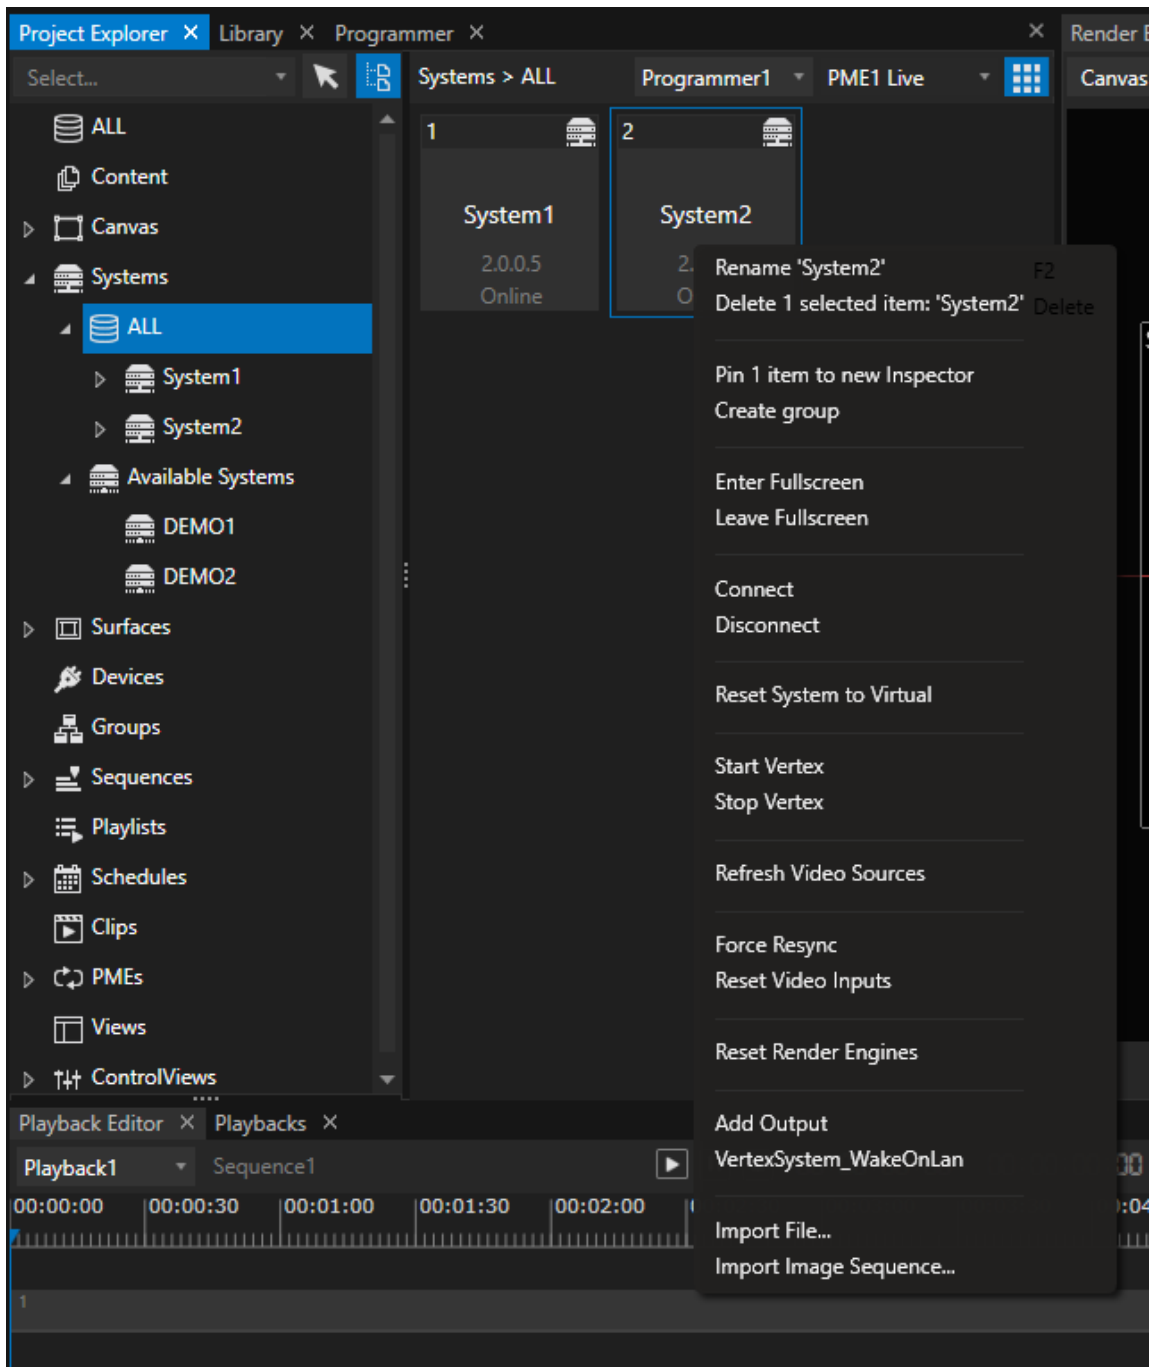 Project Explorer
Library
Programmer
Render E
Select...
Systems > ALL
Programmer1
PME1 Live
Canvas
ALL
Content
Canvas
Systems
ALL
System1
System2
Available Systems
DEMO1
DEMO2
Surfaces
Devices
Groups
Sequences
Playlists
Schedules
Clips
PMEs
Views
ControlViews
1
System1
2.0.0.5
Online
2
System2
2.
O
Rename 'System2' F2
Delete 1 selected item: 'System2' Delete
Pin 1 item to new Inspector
Create group
Enter Fullscreen
Leave Fullscreen
Connect
Disconnect
Reset System to Virtual
Start Vertex
Stop Vertex
Refresh Video Sources
Force Resync
Reset Video Inputs
Reset Render Engines
Add Output
VertexSystem_WakeOnLan
Import File...
Import Image Sequence...
Playback Editor
Playbacks
Playback1
Sequence1
00:00:00 00:00:30 00:01:00 00:01:30 00:02:00 :04
1